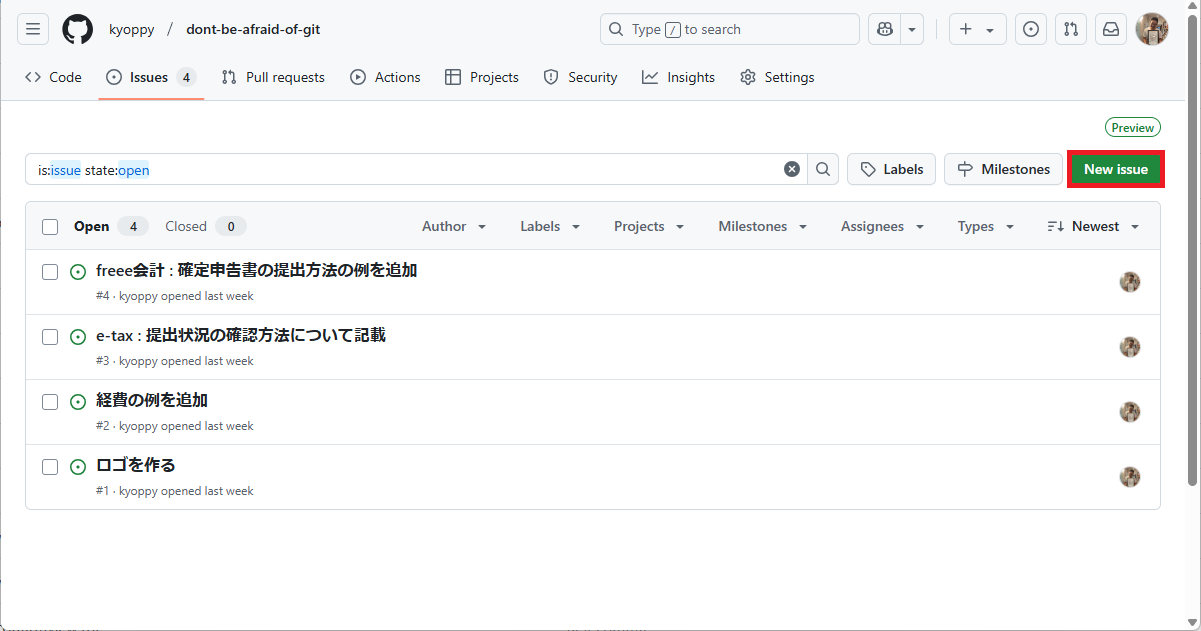 kyoppy / dont-be-afraid-of-git Type / to search
Code Issues 4 Pull requests Actions Projects Security Insights Settings
Preview
is:issue state:open Labels Milestones New issue
Open 4 Closed 0 Author Labels Projects Milestones Assignees Types Newest
freee会計 : 確定申告書の提出方法の例を追加
#4 · kyoppy opened last week
e-tax : 提出状況の確認方法について記載
#3 · kyoppy opened last week
経費の例を追加
#2 · kyoppy opened last week
ロゴを作る
#1 · kyoppy opened last week